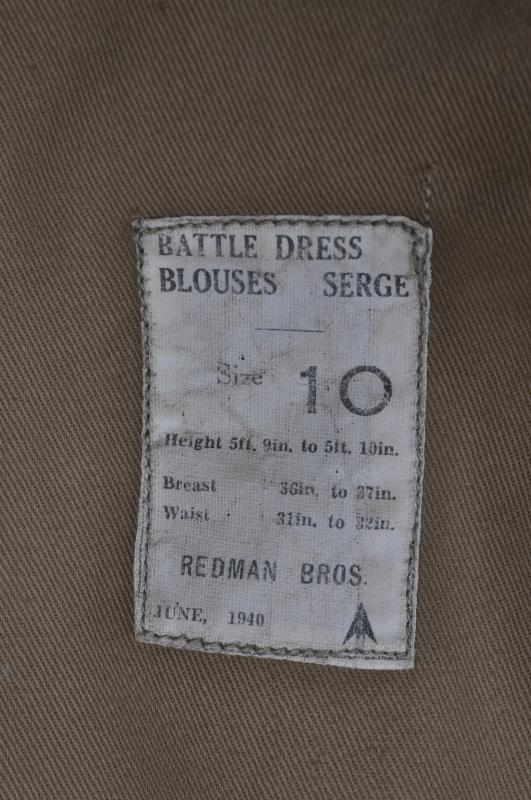 BATTLE DRESS
BLOUSES SERGE
Size 10
Height 5ft. 9in. to 5ft. 10in.
Breast 36in. to 37in.
Waist 31in. to 32in.
REDMAN BROS.
JUNE, 1940